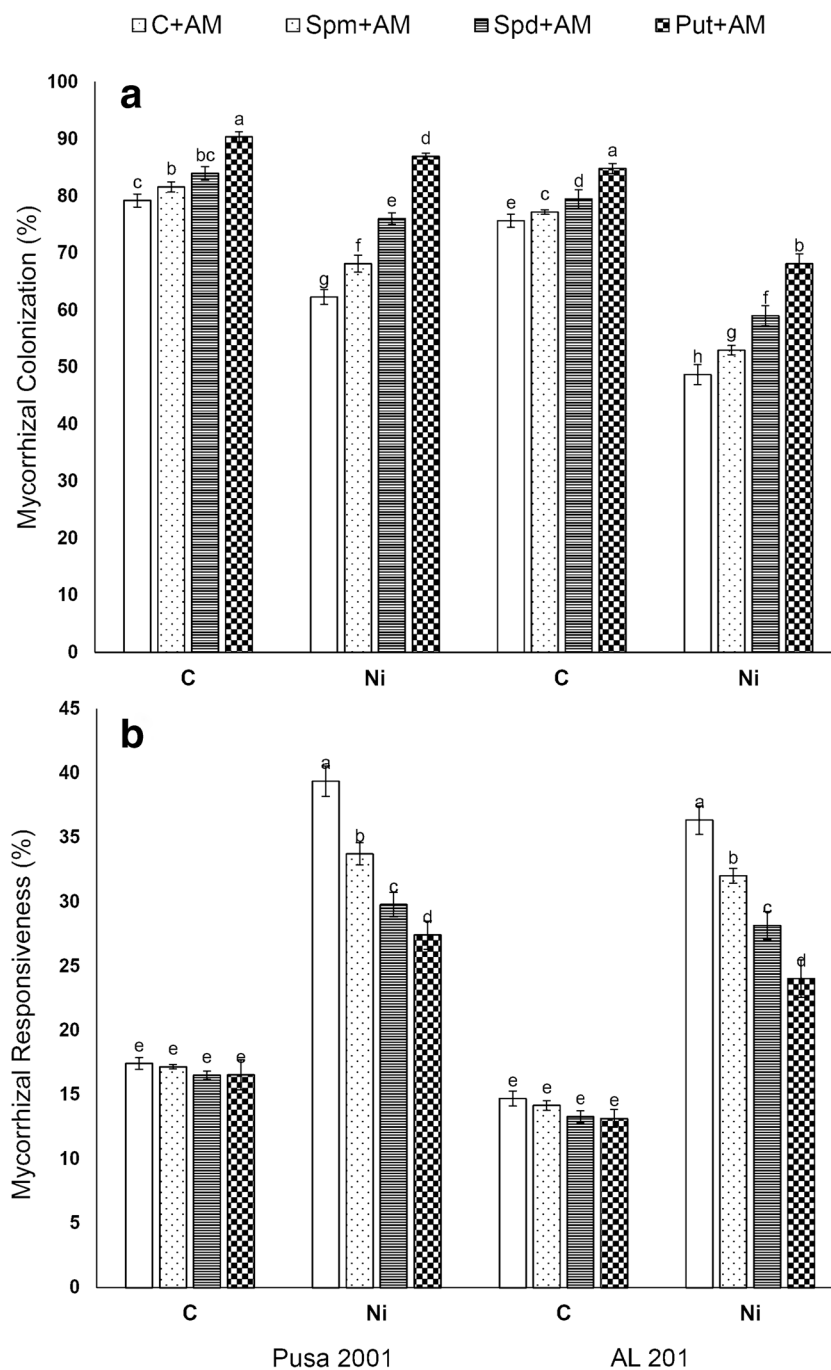 C+AM Spm+AM Spd+AM Put+AM
a
Mycorrhizal Colonization (%)
100
90
80
70
60
50
40
30
20
10
0
c b bc a g f e d e c d a h g f b
C Ni C Ni
b
Mycorrhizal Responsiveness (%)
45
40
35
30
25
20
15
10
5
0
e e e e a b c d e e e e a b c d
C Ni C Ni
Pusa 2001 AL 201